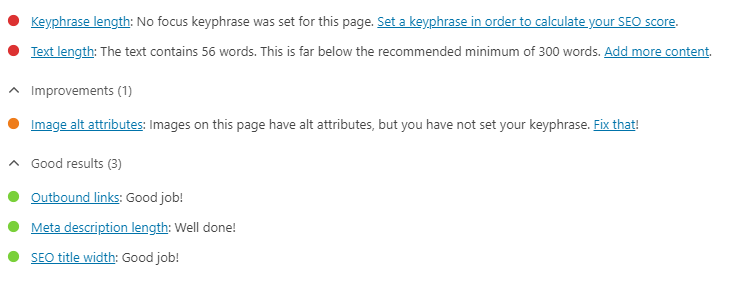 Keyphrase length: No focus keyphrase was set for this page. Set a keyphrase in order to calculate your SEO score.
Text length: The text contains 56 words. This is far below the recommended minimum of 300 words. Add more content.
Improvements (1)
Image alt attributes: Images on this page have alt attributes, but you have not set your keyphrase. Fix that!
Good results (3)
Outbound links: Good job!
Meta description length: Well done!
SEO title width: Good job!